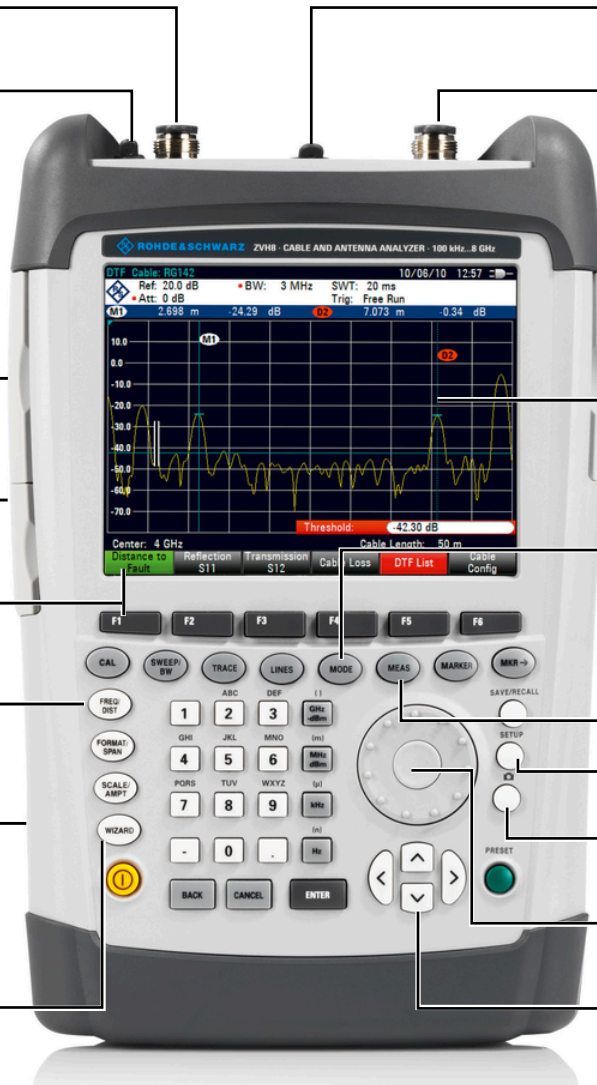 ROHDE&SCHWARZ ZVH8 · CABLE AND ANTENNA ANALYZER · 100 kHz...8 GHz
DTF Cable: RG142 10/06/10 12:57
Ref: 20.0 dB • BW: 3 MHz SWT: 20 ms
• Att: 0 dB Trig: Free Run
M1 2.698 m -24.29 dB D2 7.073 m -0.34 dB
M1
10.0
D2
0.0
-10.0
-20.0
-30.0
-40.0
-50.0
-60.0
-70.0
Threshold: -42.30 dB
Center: 4 GHz Cable Length: 50 m
Distance to Fault
Reflection S11
Transmission S12
Cable Loss
DTF List
Cable Config
F1 F2 F3 F4 F5 F6
CAL
SWEEP/BW
TRACE
LINES
MODE
MEAS
MARKER
MKR→
FREQ/DIST
ABC DEF ( )
1 2 3 GHz -dBm
SAVE/RECALL
FORMAT/SPAN
GHI JKL MNO (m)
4 5 6 MHz dBm
SETUP
SCALE/AMPT
PQRS TUV WXYZ (µ)
7 8 9 kHz
WIZARD
(n)
- 0 . Hz
PRESET
BACK CANCEL ENTER